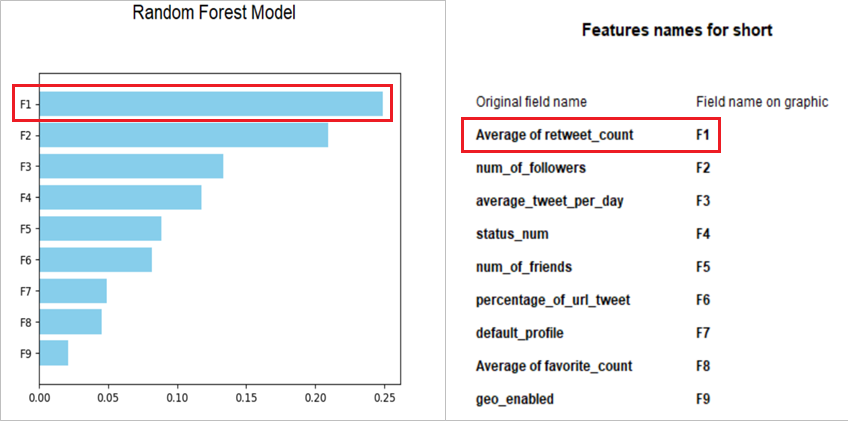 Random Forest Model
F1
F2
F3
F4
F5
F6
F7
F8
F9
0.00 0.05 0.10 0.15 0.20 0.25
Features names for short
Original field name Field name on graphic
Average of retweet_count F1
num_of_followers F2
average_tweet_per_day F3
status_num F4
num_of_friends F5
percentage_of_url_tweet F6
default_profile F7
Average of favorite_count F8
geo_enabled F9